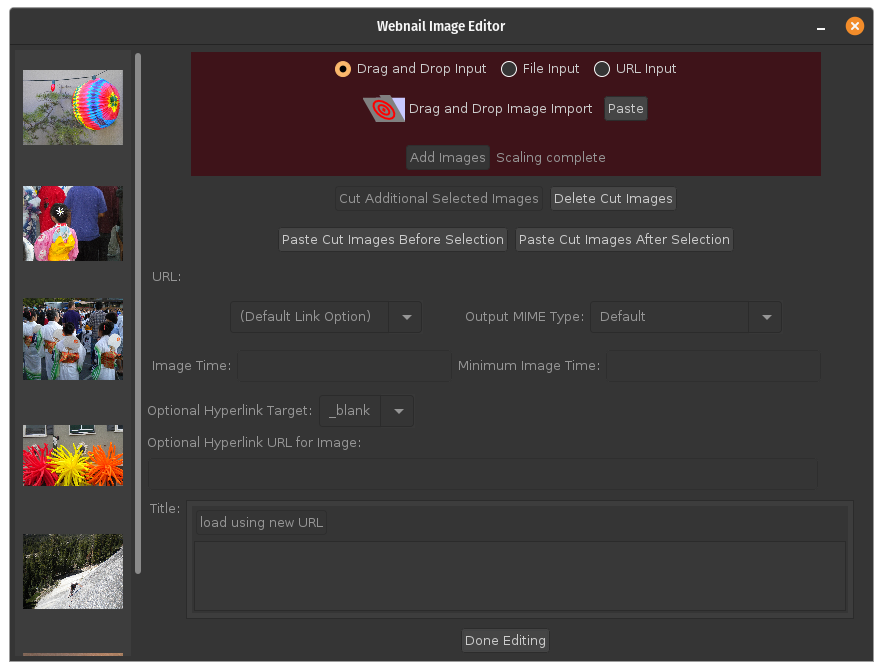 Webnail Image Editor
Drag and Drop Input File Input URL Input
Drag and Drop Image Import Paste
Add Images Scaling complete
Cut Additional Selected Images Delete Cut Images
Paste Cut Images Before Selection Paste Cut Images After Selection
URL:
(Default Link Option) Output MIME Type: Default
Image Time: Minimum Image Time:
Optional Hyperlink Target: _blank
Optional Hyperlink URL for Image:
Title:
load using new URL
Done Editing